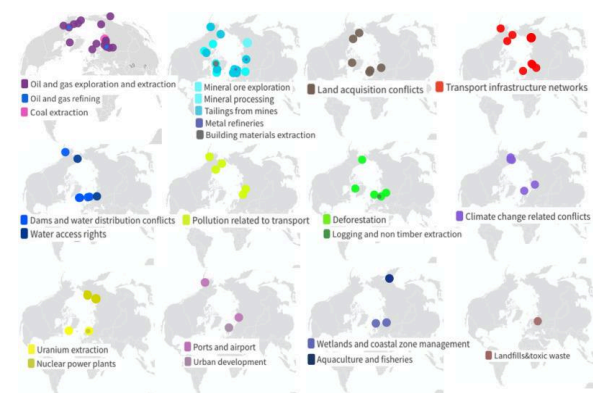 Oil and gas exploration and extraction
Oil and gas refining
Coal extraction
Mineral ore exploration
Mineral processing
Tailings from mines
Metal refineries
Building materials extraction
Land acquisition conflicts
Transport infrastructure networks
Dams and water distribution conflicts
Water access rights
Pollution related to transport
Deforestation
Logging and non timber extraction
Climate change related conflicts
Uranium extraction
Nuclear power plants
Ports and airport
Urban development
Wetlands and coastal zone management
Aquaculture and fisheries
Landfills&toxic waste